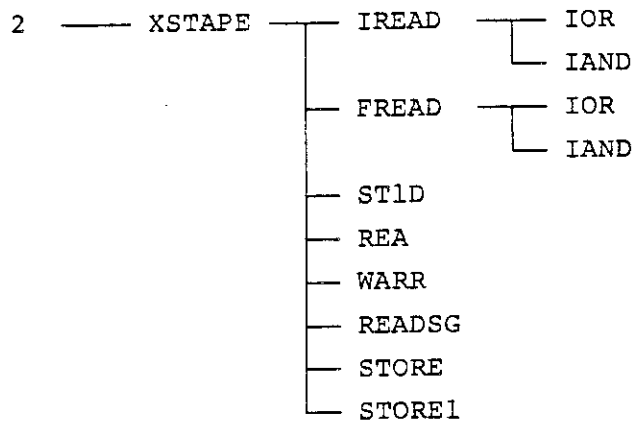 2 XSTAPE IREAD IOR
IAND
FREAD IOR
IAND
ST1D
REA
WARR
READSG
STORE
STORE1